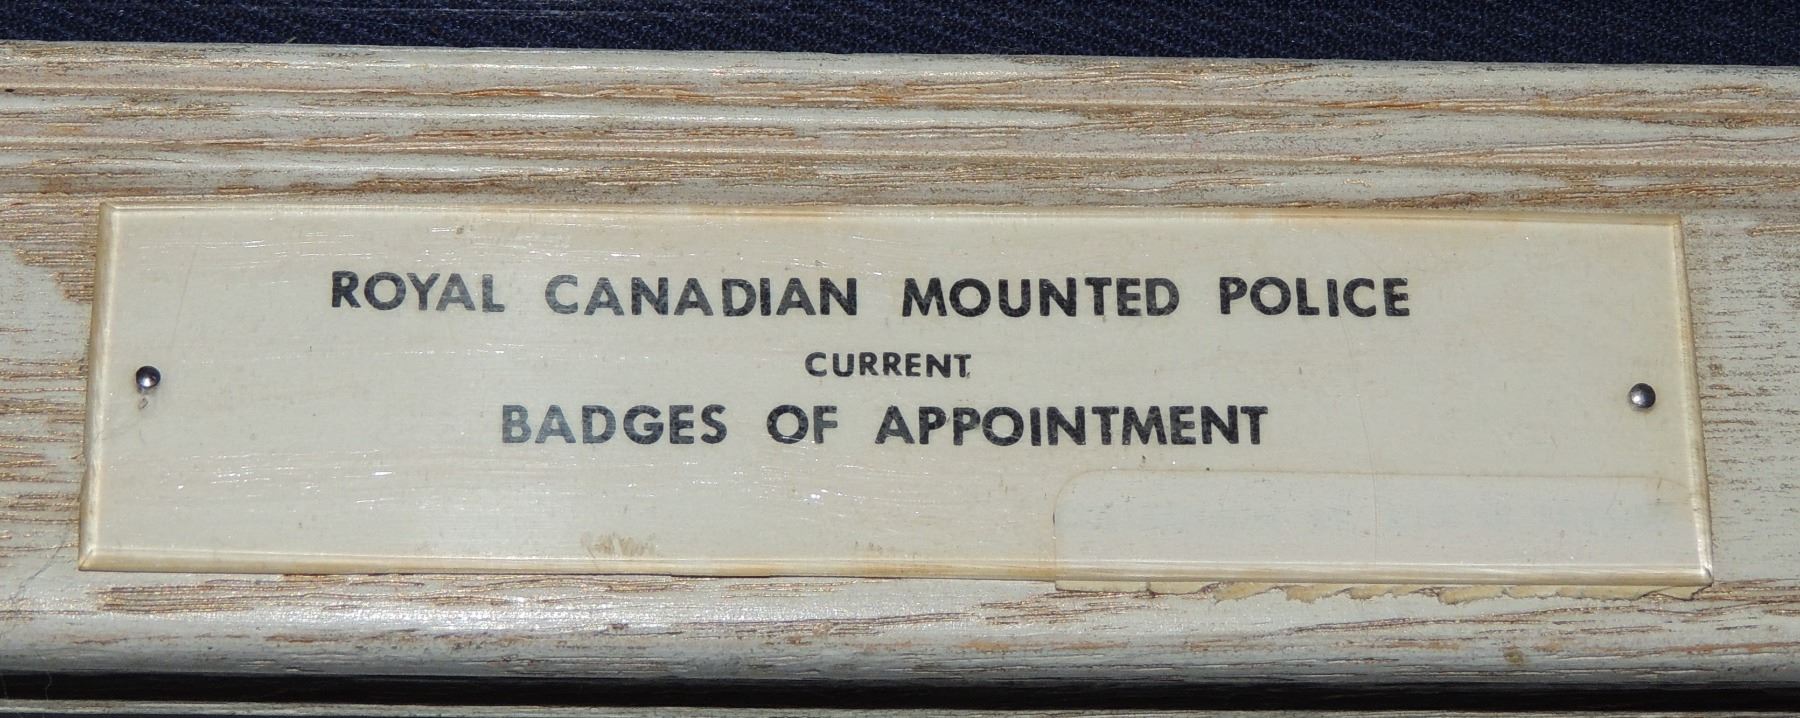 ROYAL CANADIAN MOUNTED POLICE
CURRENT
BADGES OF APPOINTMENT